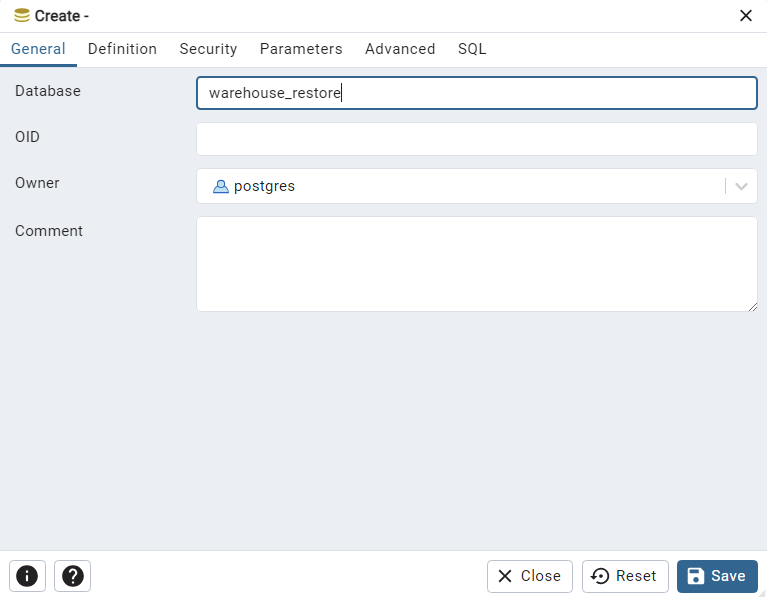 Create -
General Definition Security Parameters Advanced SQL
Database warehouse_restore
OID
Owner postgres
Comment
Close Reset Save